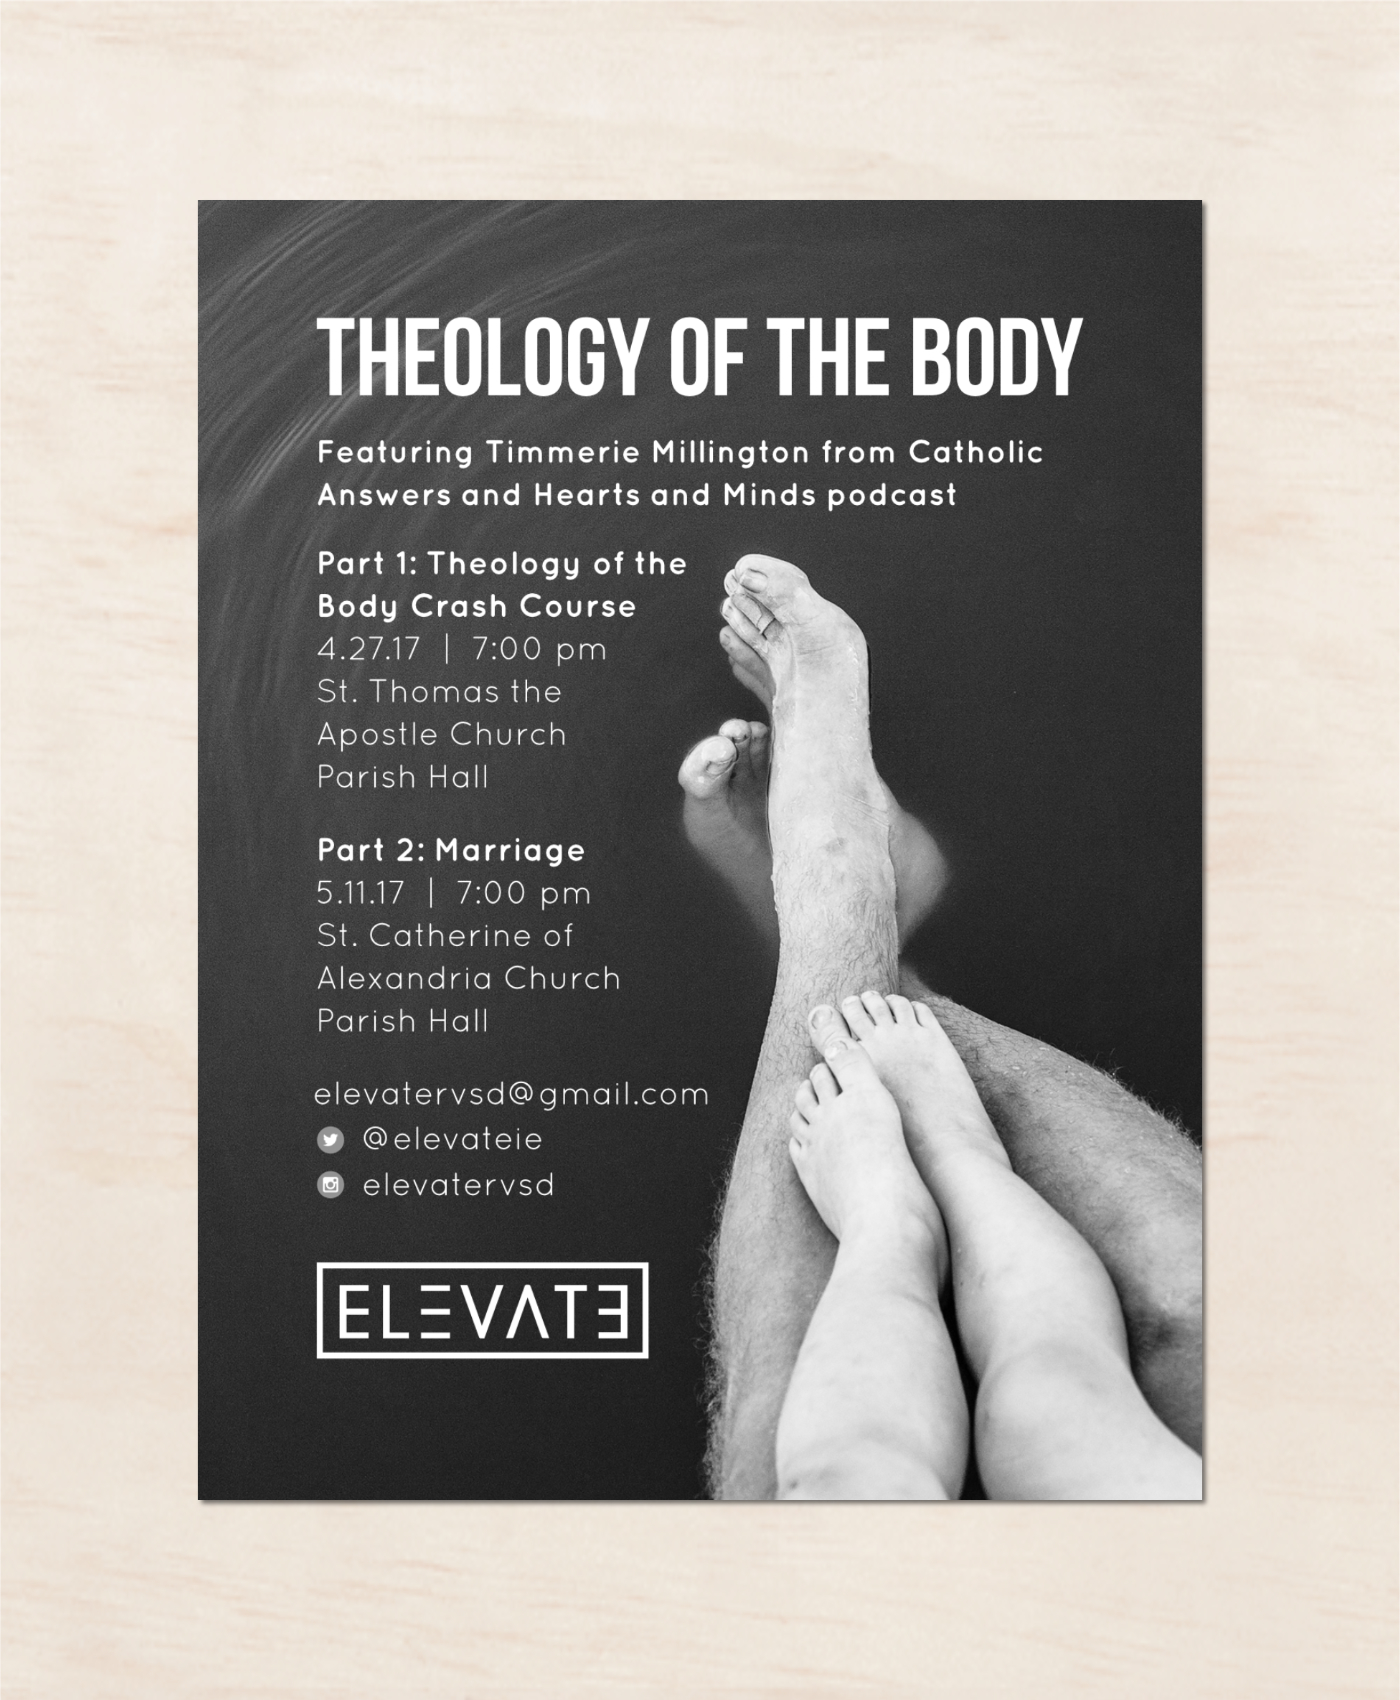 THEOLOGY OF THE BODY
Featuring Timmerie Millington from Catholic
Answers and Hearts and Minds podcast
Part 1: Theology of the
Body Crash Course
4.27.17 | 7:00 pm
St. Thomas the
Apostle Church
Parish Hall
Part 2: Marriage
5.11.17 | 7:00 pm
St. Catherine of
Alexandria Church
Parish Hall
elevatervsd@gmail.com
@elevateie
elevatervsd
ELEVATE